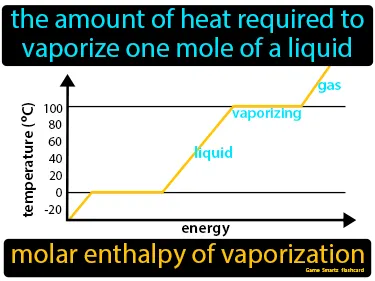 the amount of heat required to
vaporize one mole of a liquid
temperature (°C)
100
80
60
40
20
0
-20
gas
vaporizing
liquid
energy
molar enthalpy of vaporization
Game Smartz flashcard